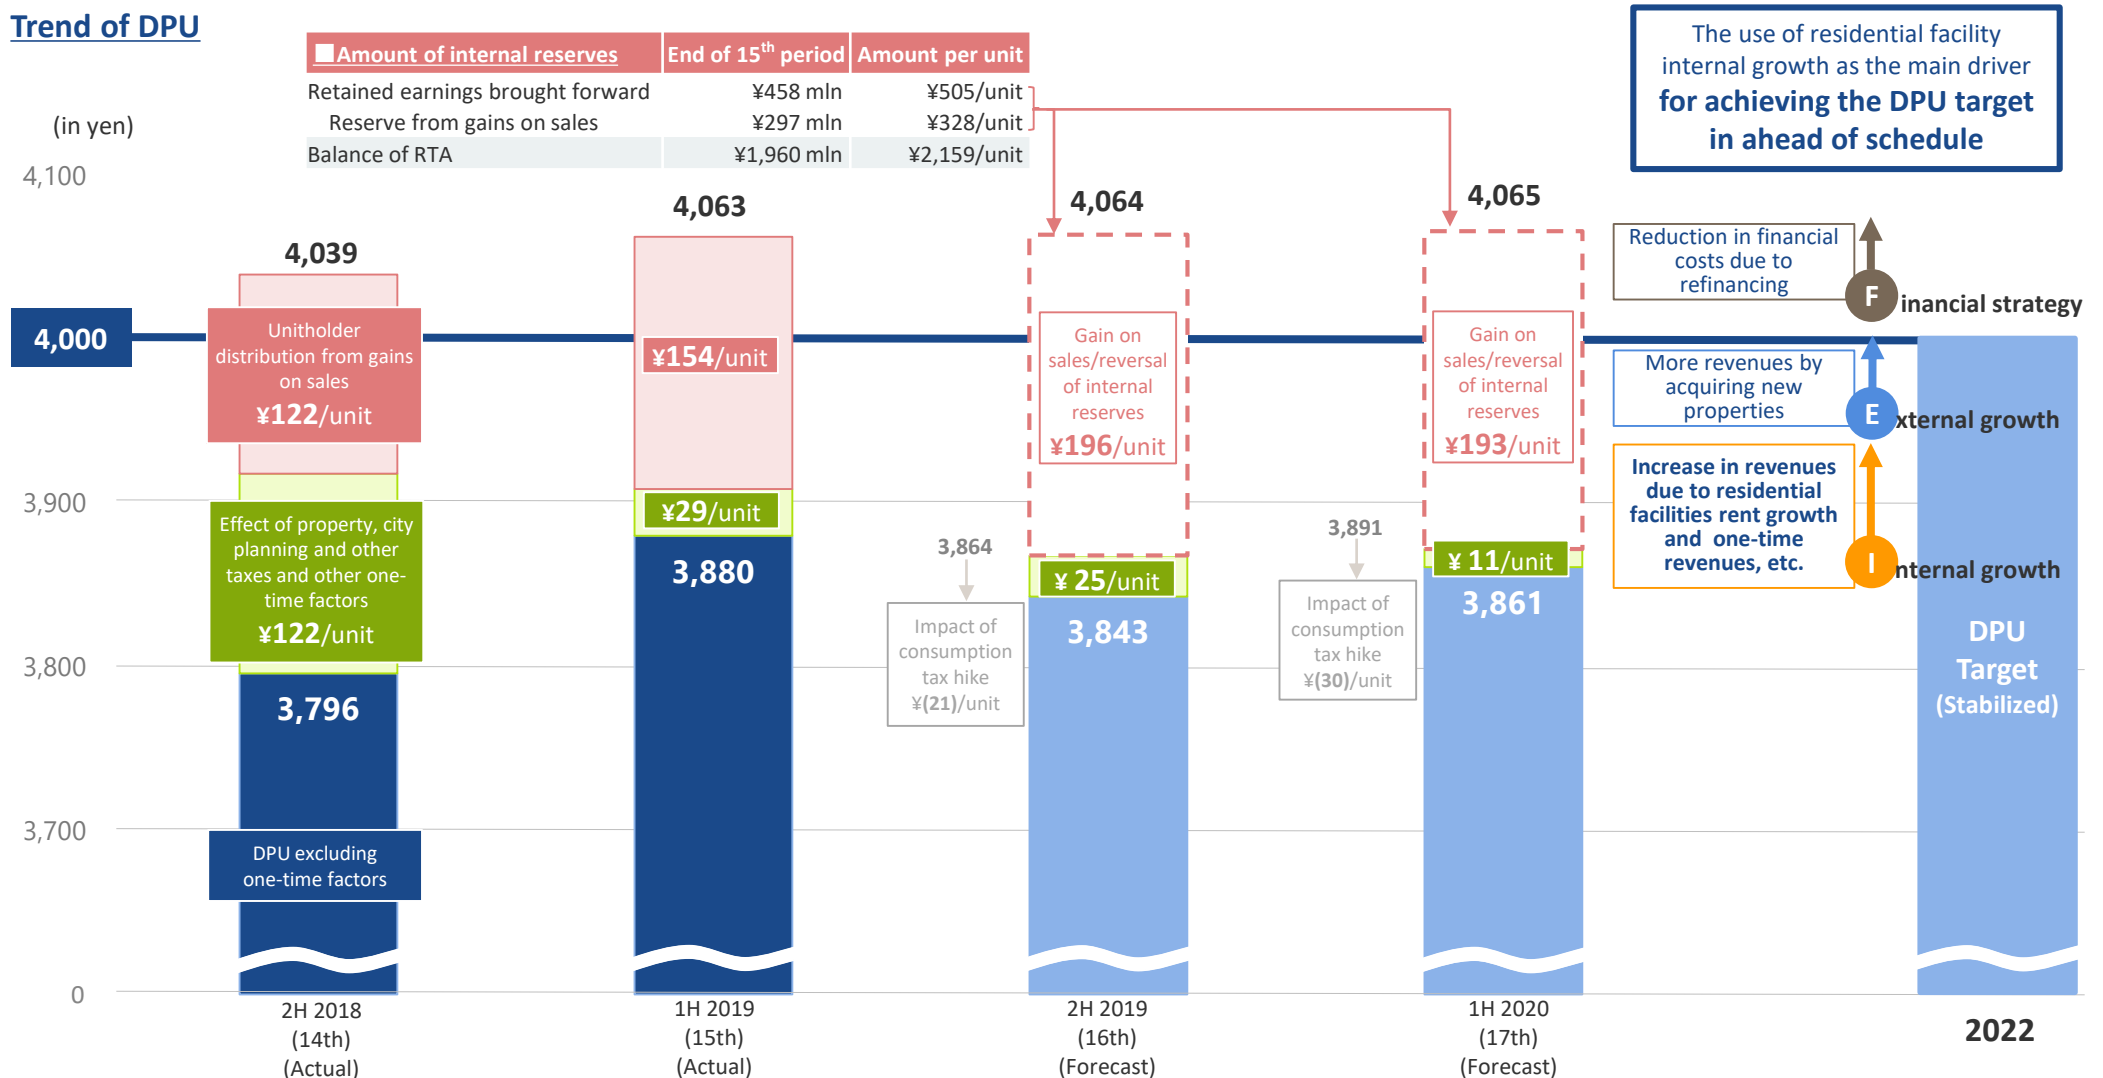 Trend of DPU
■Amount of internal reserves End of 15th period Amount per unit
Retained earnings brought forward ¥458 mln ¥505/unit
Reserve from gains on sales ¥297 mln ¥328/unit
Balance of RTA ¥1,960 mln ¥2,159/unit
The use of residential facility
internal growth as the main driver
for achieving the DPU target
in ahead of schedule
(in yen)
4,100
4,000
3,900
3,800
3,700
0
4,039
Unitholder
distribution from gains
on sales
¥122/unit
Effect of property, city
planning and other
taxes and other one-
time factors
¥122/unit
3,796
DPU excluding
one-time factors
2H 2018
(14th)
(Actual)
4,063
¥154/unit
¥29/unit
3,880
1H 2019
(15th)
(Actual)
3,864
Impact of
consumption
tax hike
¥(21)/unit
4,064
Gain on
sales/reversal
of internal
reserves
¥196/unit
¥ 25/unit
3,843
2H 2019
(16th)
(Forecast)
3,891
Impact of
consumption
tax hike
¥(30)/unit
4,065
Gain on
sales/reversal
of internal
reserves
¥193/unit
¥ 11/unit
3,861
1H 2020
(17th)
(Forecast)
Reduction in financial
costs due to
refinancing
F inancial strategy
More revenues by
acquiring new
properties
E xternal growth
Increase in revenues
due to residential
facilities rent growth
and one-time
revenues, etc.
I nternal growth
DPU
Target
(Stabilized)
2022